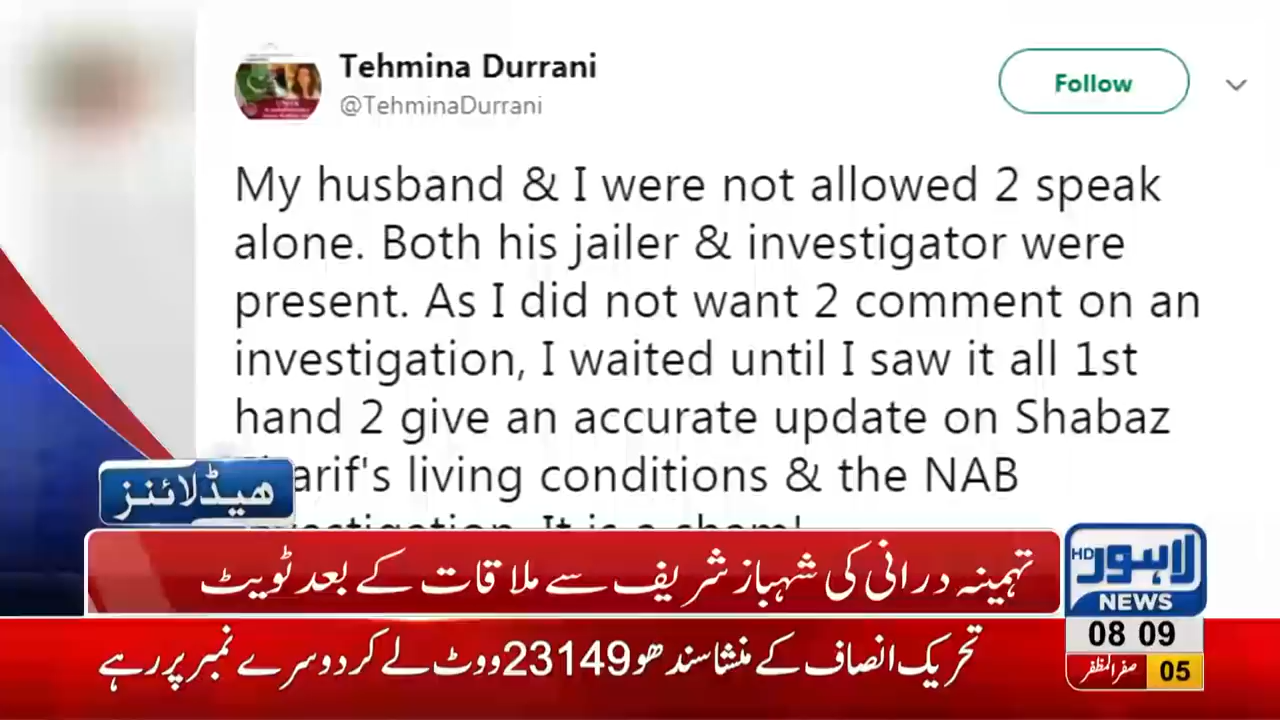 Tehmina Durrani
@TehminaDurrani
Follow
My husband & I were not allowed 2 speak
alone. Both his jailer & investigator were
present. As I did not want 2 comment on an
investigation, I waited until I saw it all 1st
hand 2 give an accurate update on Shabaz
arif's living conditions & the NAB
ھیڈلائنز
تہمینہ درانی کی شہباز شریف سے ملاقات کے بعد ٹویٹ
HD لاہور
NEWS
08 09
صفر المظفر 05
تحریک انصاف کے منشا سندھو 23149 ووٹ لے کر دوسرے نمبر پر رہے